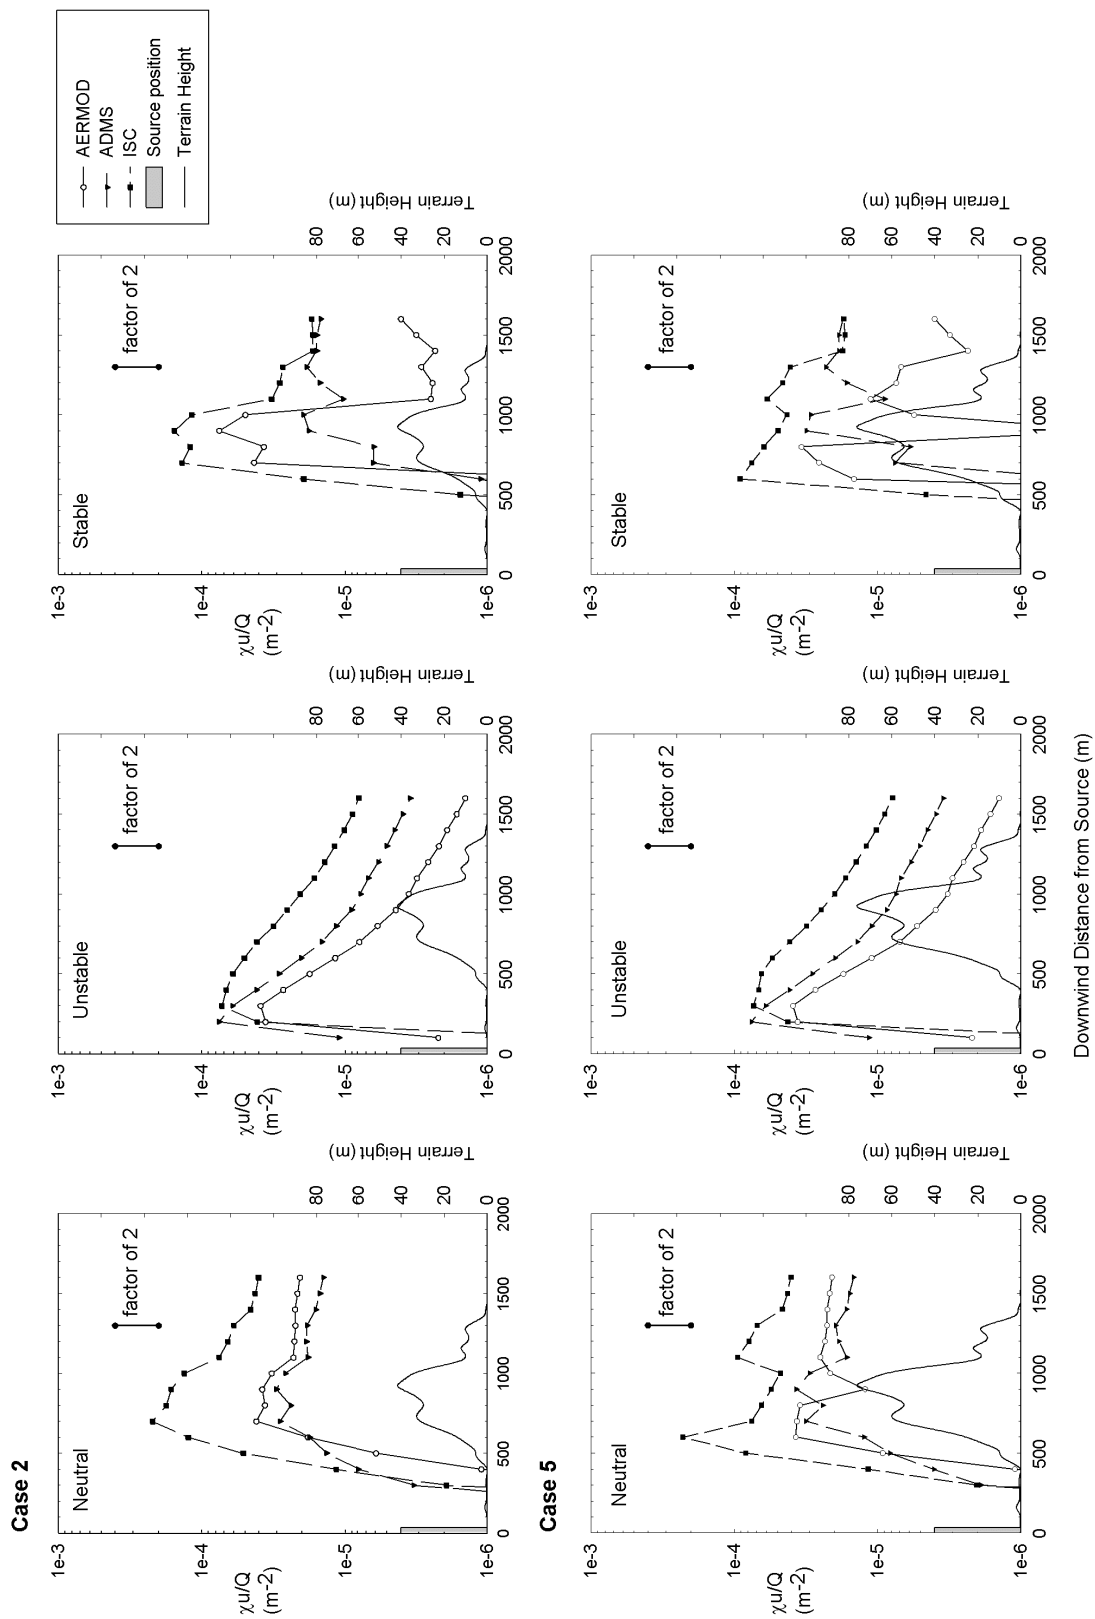 Case 2
AERMOD
ADMS
ISC
Source position
Terrain Height
1e-3
1e-4
1e-5
1e-6
χu/Q
(m-2)
Neutral
factor of 2
0
500
1000
1500
2000
0
20
40
60
80
Terrain Height (m)
1e-3
1e-4
1e-5
1e-6
χu/Q
(m-2)
Unstable
factor of 2
0
500
1000
1500
2000
0
20
40
60
80
Terrain Height (m)
1e-3
1e-4
1e-5
1e-6
χu/Q
(m-2)
Stable
factor of 2
0
500
1000
1500
2000
0
20
40
60
80
Terrain Height (m)
Case 5
1e-3
1e-4
1e-5
1e-6
χu/Q
(m-2)
Neutral
factor of 2
0
500
1000
1500
2000
0
20
40
60
80
Terrain Height (m)
1e-3
1e-4
1e-5
1e-6
χu/Q
(m-2)
Unstable
factor of 2
0
500
1000
1500
2000
0
20
40
60
80
Terrain Height (m)
1e-3
1e-4
1e-5
1e-6
χu/Q
(m-2)
Stable
factor of 2
0
500
1000
1500
2000
0
20
40
60
80
Terrain Height (m)
Downwind Distance from Source (m)